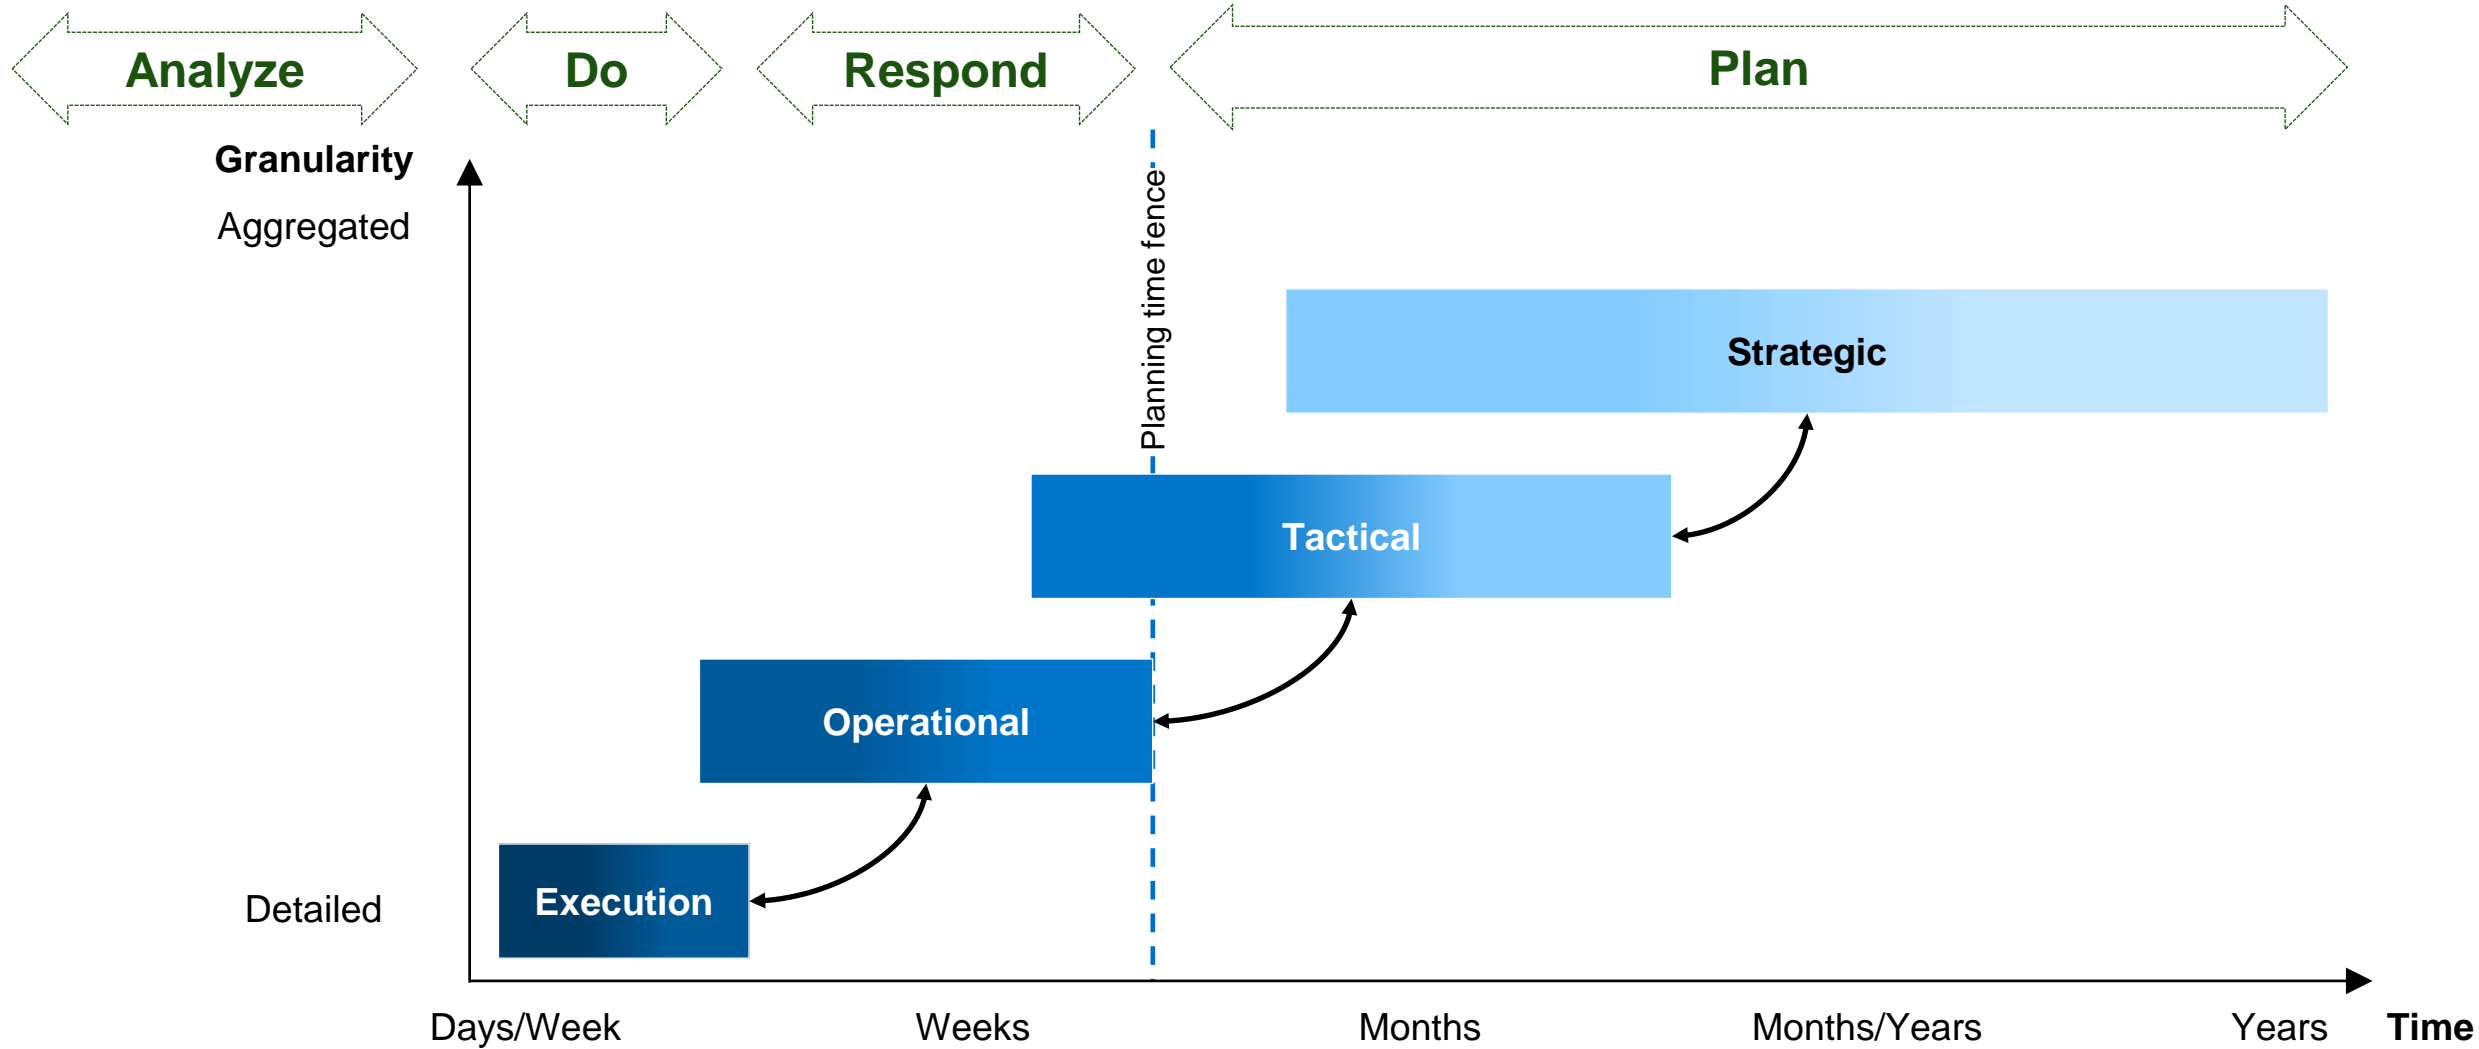 Analyze
Do
Respond
Plan
Granularity
Aggregated
Planning time fence
Strategic
Tactical
Operational
Execution
Detailed
Days/Week
Weeks
Months
Months/Years
Years
Time